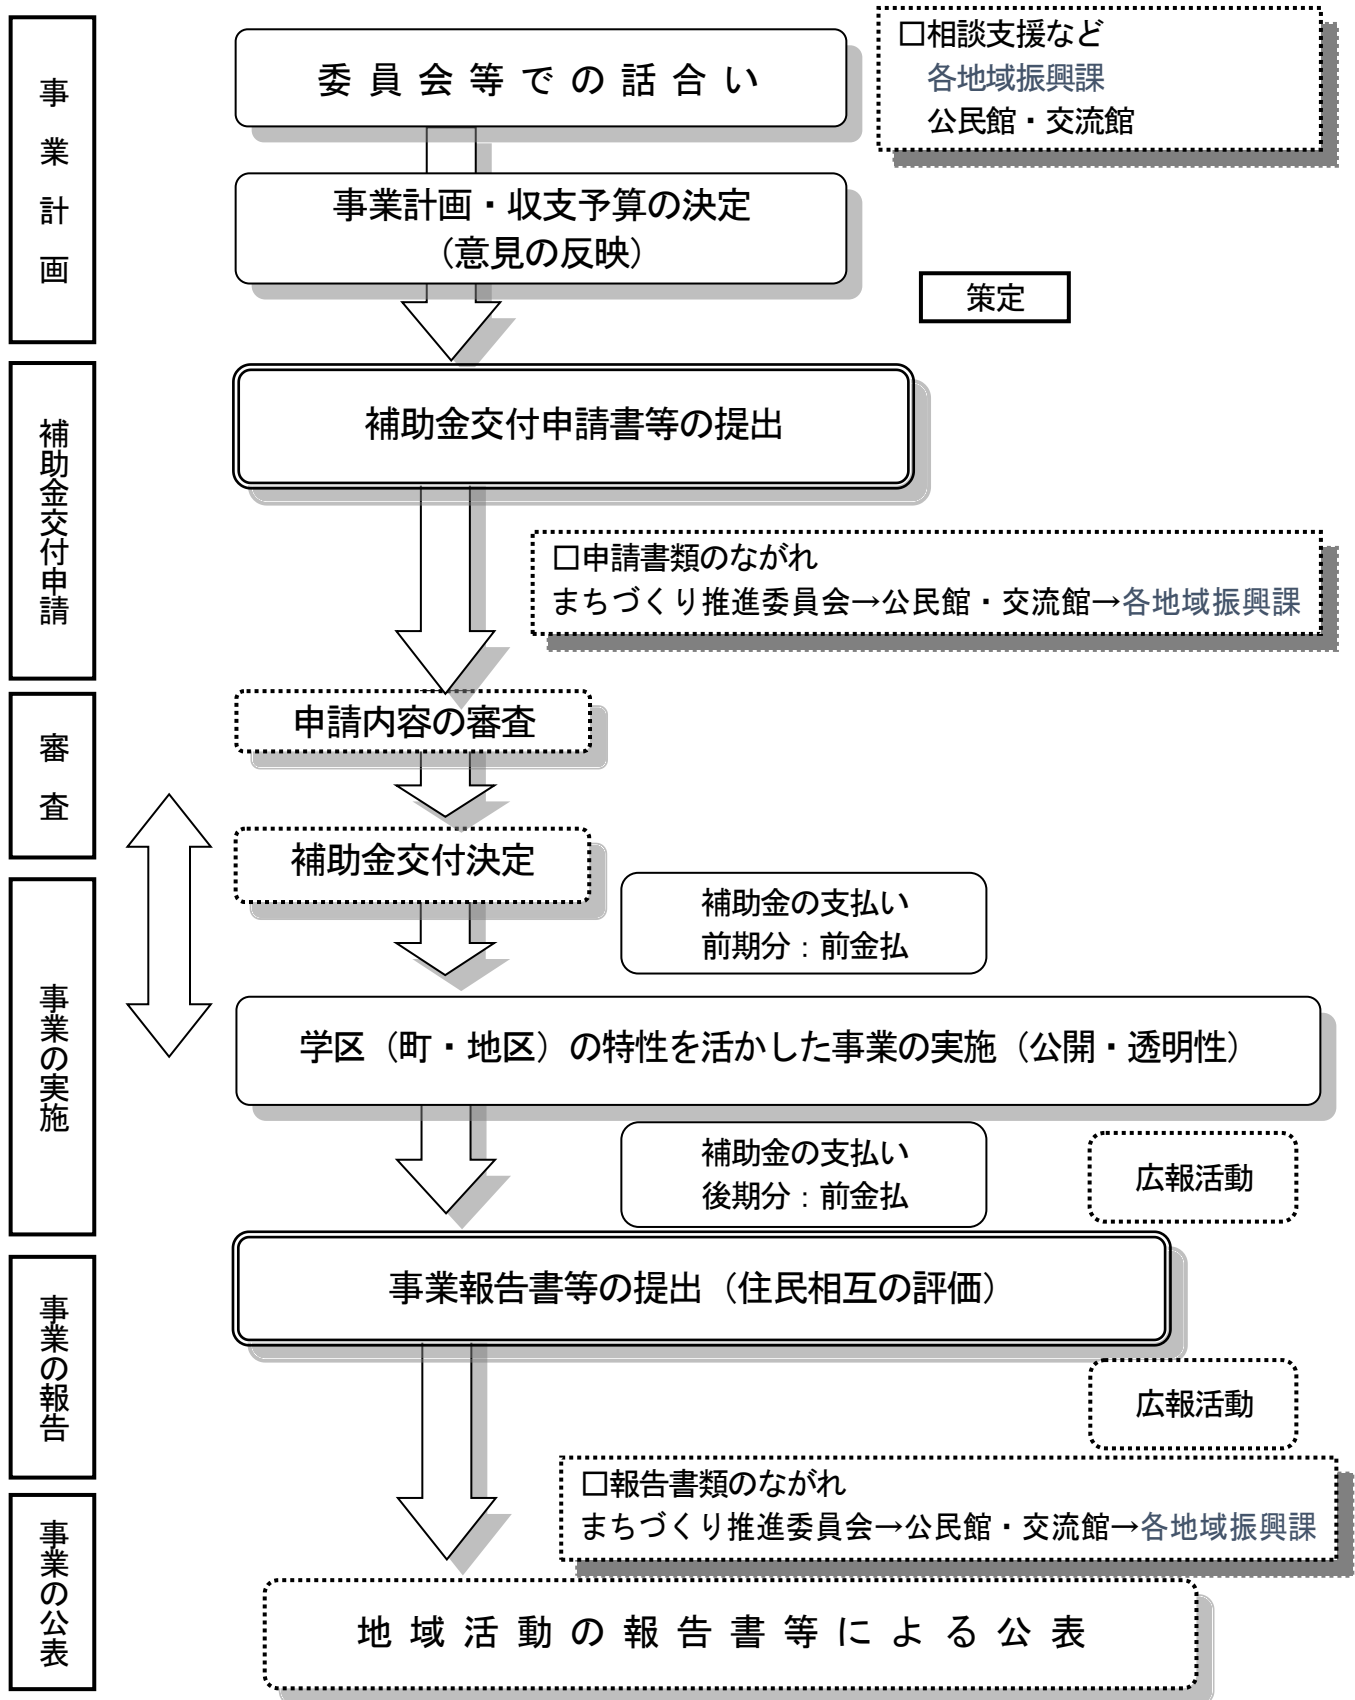 事業計画
委員会等での話合い
□相談支援など
各地域振興課
公民館・交流館
事業計画・収支予算の決定
（意見の反映）
策定
補助金交付申請
補助金交付申請書等の提出
□申請書類のながれ
まちづくり推進委員会→公民館・交流館→各地域振興課
審査
申請内容の審査
補助金交付決定
事業の実施
補助金の支払い
前期分：前金払
学区（町・地区）の特性を活かした事業の実施（公開・透明性）
補助金の支払い
後期分：前金払
広報活動
事業の報告
事業報告書等の提出（住民相互の評価）
広報活動
□報告書類のながれ
まちづくり推進委員会→公民館・交流館→各地域振興課
事業の公表
地域活動の報告書等による公表